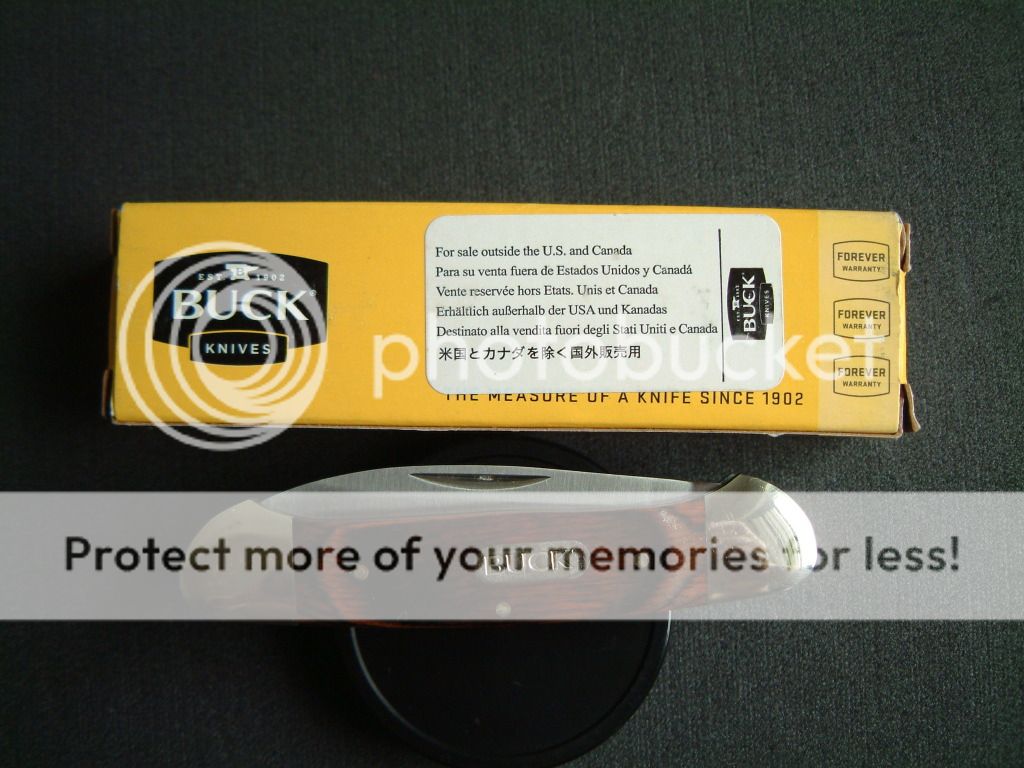 EST 1902
BUCK®
KNIVES
For sale outside the U.S. and Canada
Para su venta fuera de Estados Unidos y Canadá
Vente reservée hors Etats. Unis et Canada
Erhältlich außerhalb der USA und Kanadas
Destinato alla vendita fuori degli Stati Uniti e Canada
米国とカナダを除く国外販売用
EST 1902
BUCK
KNIVES
THE MEASURE OF A KNIFE SINCE 1902
FOREVER
WARRANTY
FOREVER
WARRANTY
FOREVER
WARRANTY
photobucket
Protect more of your memories for less!
BUCK